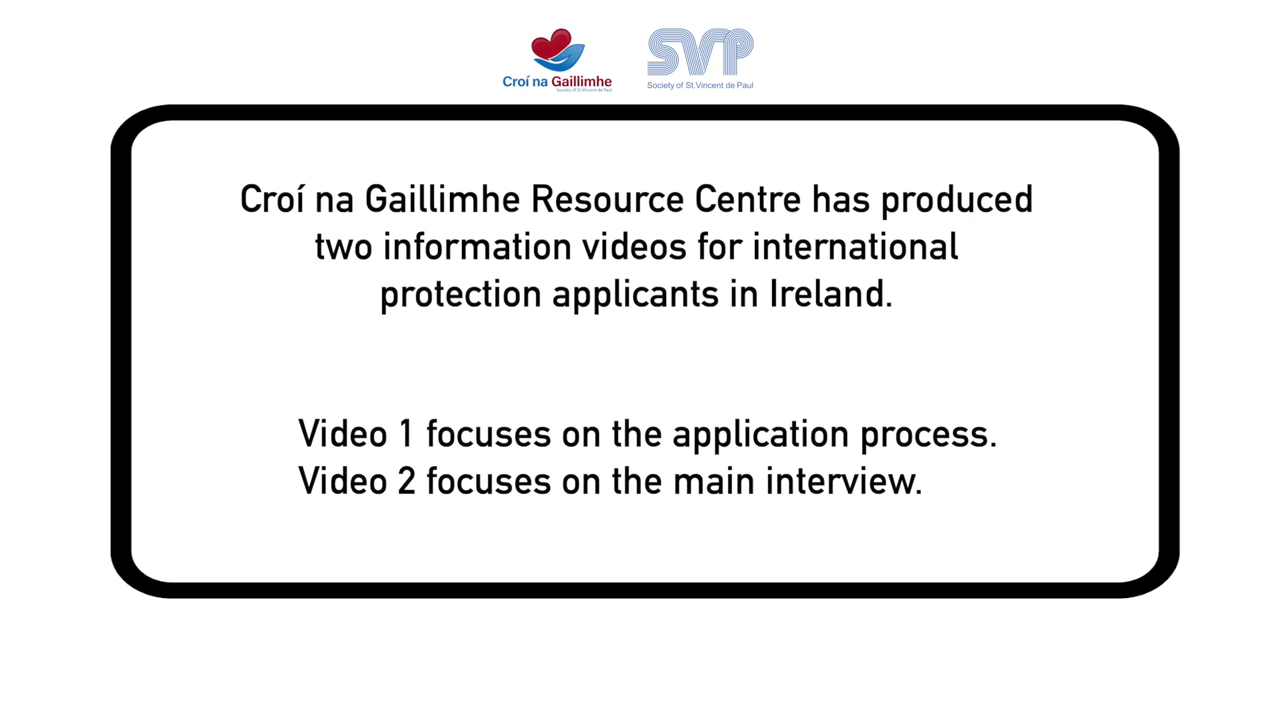 Croí na Gaillimhe
Society of St.Vincent de Paul
SVP
Society of St.Vincent de Paul
Croí na Gaillimhe Resource Centre has produced
two information videos for international
protection applicants in Ireland.
Video 1 focuses on the application process.
Video 2 focuses on the main interview.